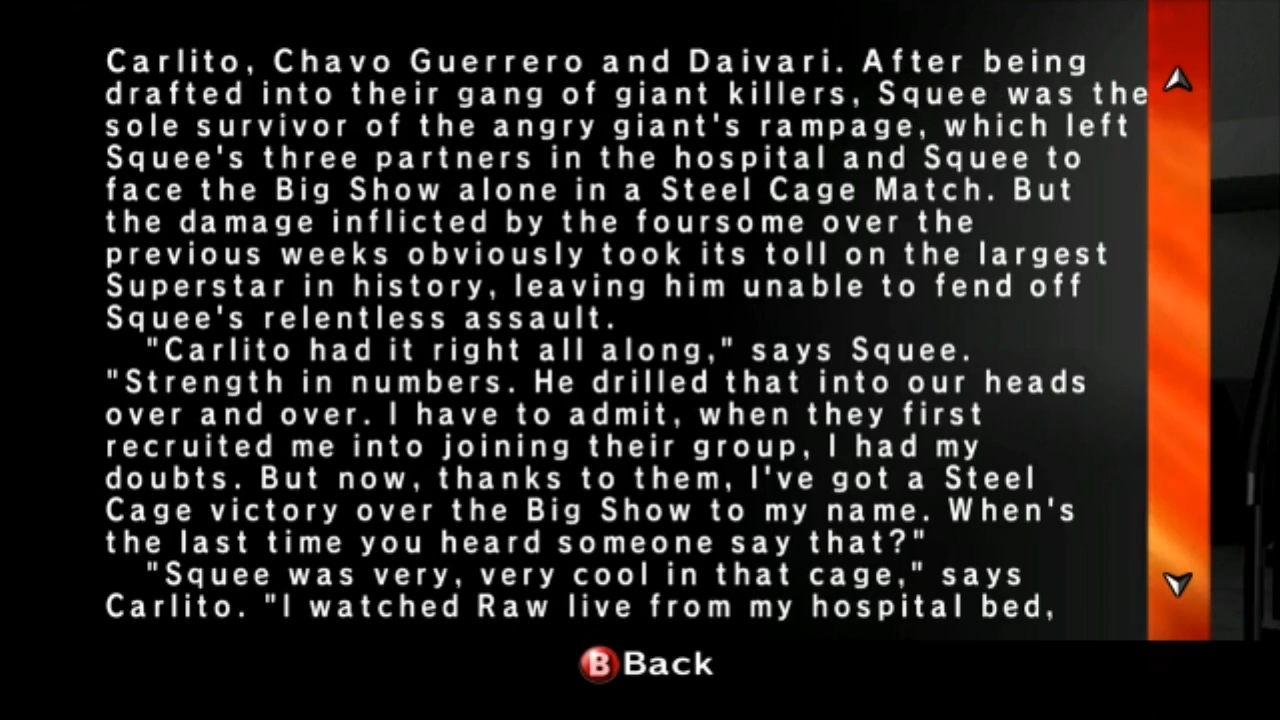 Carlito, Chavo Guerrero and Daivari. After being
drafted into their gang of giant killers, Squee was the
sole survivor of the angry giant's rampage, which left
Squee's three partners in the hospital and Squee to
face the Big Show alone in a Steel Cage Match. But
the damage inflicted by the foursome over the
previous weeks obviously took its toll on the largest
Superstar in history, leaving him unable to fend off
Squee's relentless assault.
"Carlito had it right all along," says Squee.
"Strength in numbers. He drilled that into our heads
over and over. I have to admit, when they first
recruited me into joining their group, I had my
doubts. But now, thanks to them, I've got a Steel
Cage victory over the Big Show to my name. When's
the last time you heard someone say that?"
"Squee was very, very cool in that cage," says
Carlito. "I watched Raw live from my hospital bed,
B Back